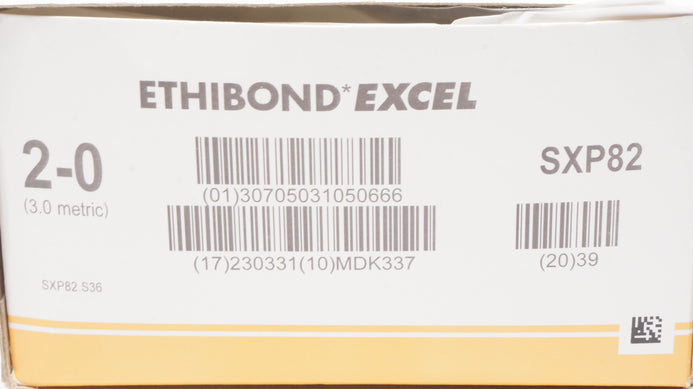 ETHIBOND* EXCEL
2-0
(3.0 metric)
SXP82
(01)30705031050666
(17)230331(10)MDK337
(20)39
SXP82.S36